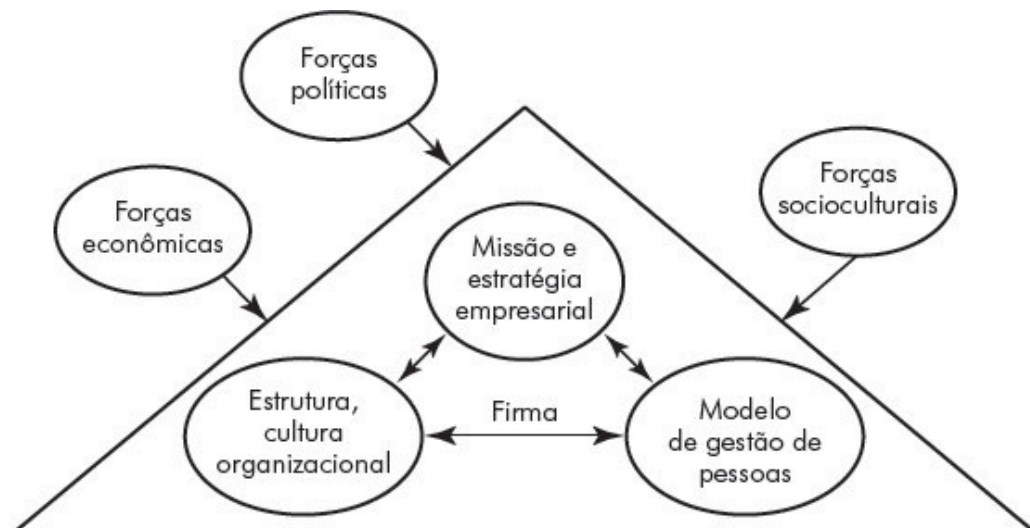 Forças
políticas
Forças
econômicas
Forças
socioculturais
Missão e
estratégia
empresarial
Estrutura,
cultura
organizacional
Firma
Modelo
de gestão de
pessoas